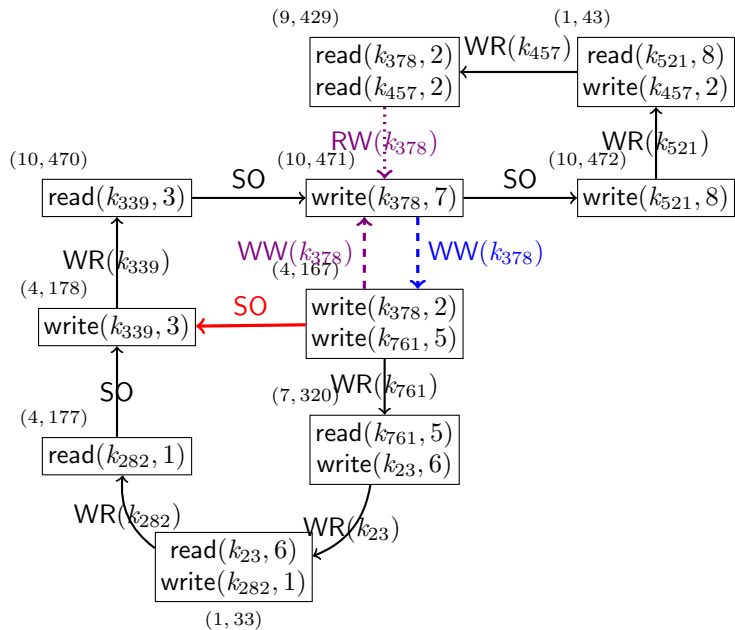 (9, 429)
(1, 43)
read(k378, 2)
read(k457, 2)
WR(k457)
read(k521, 8)
write(k457, 2)
RW(k378)
WR(k521)
(10, 470)
(10, 471)
(10, 472)
read(k339, 3)
SO
write(k378, 7)
SO
write(k521, 8)
WR(k339)
WW(k378)
WW(k378)
(4, 167)
(4, 178)
write(k339, 3)
SO
write(k378, 2)
write(k761, 5)
SO
WR(k761)
(7, 320)
(4, 177)
read(k282, 1)
read(k761, 5)
write(k23, 6)
WR(k282)
WR(k23)
read(k23, 6)
write(k282, 1)
(1, 33)